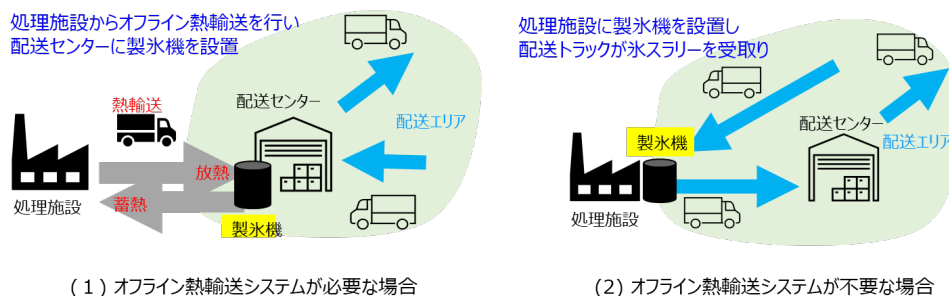 処理施設からオフライン熱輸送を行い
配送センターに製氷機を設置
熱輸送
配送センター
配送エリア
放熱
蓄熱
処理施設
製氷機
(1) オフライン熱輸送システムが必要な場合
処理施設に製氷機を設置し
配送トラックが氷スラリーを受取り
配送センター
製氷機
配送エリア
処理施設
(2) オフライン熱輸送システムが不要な場合